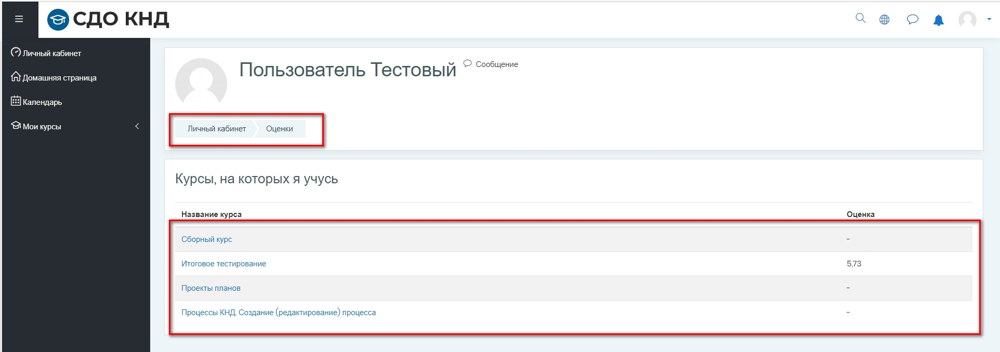 СДО КНД
Личный кабинет
Домашняя страница
Календарь
Мои курсы
Пользователь Тестовый
Сообщение
Личный кабинет Оценки
Курсы, на которых я учусь
Название курса Оценка
Сборный курс -
Итоговое тестирование 5,73
Проекты планов -
Процессы КНД. Создание (редактирование) процесса -